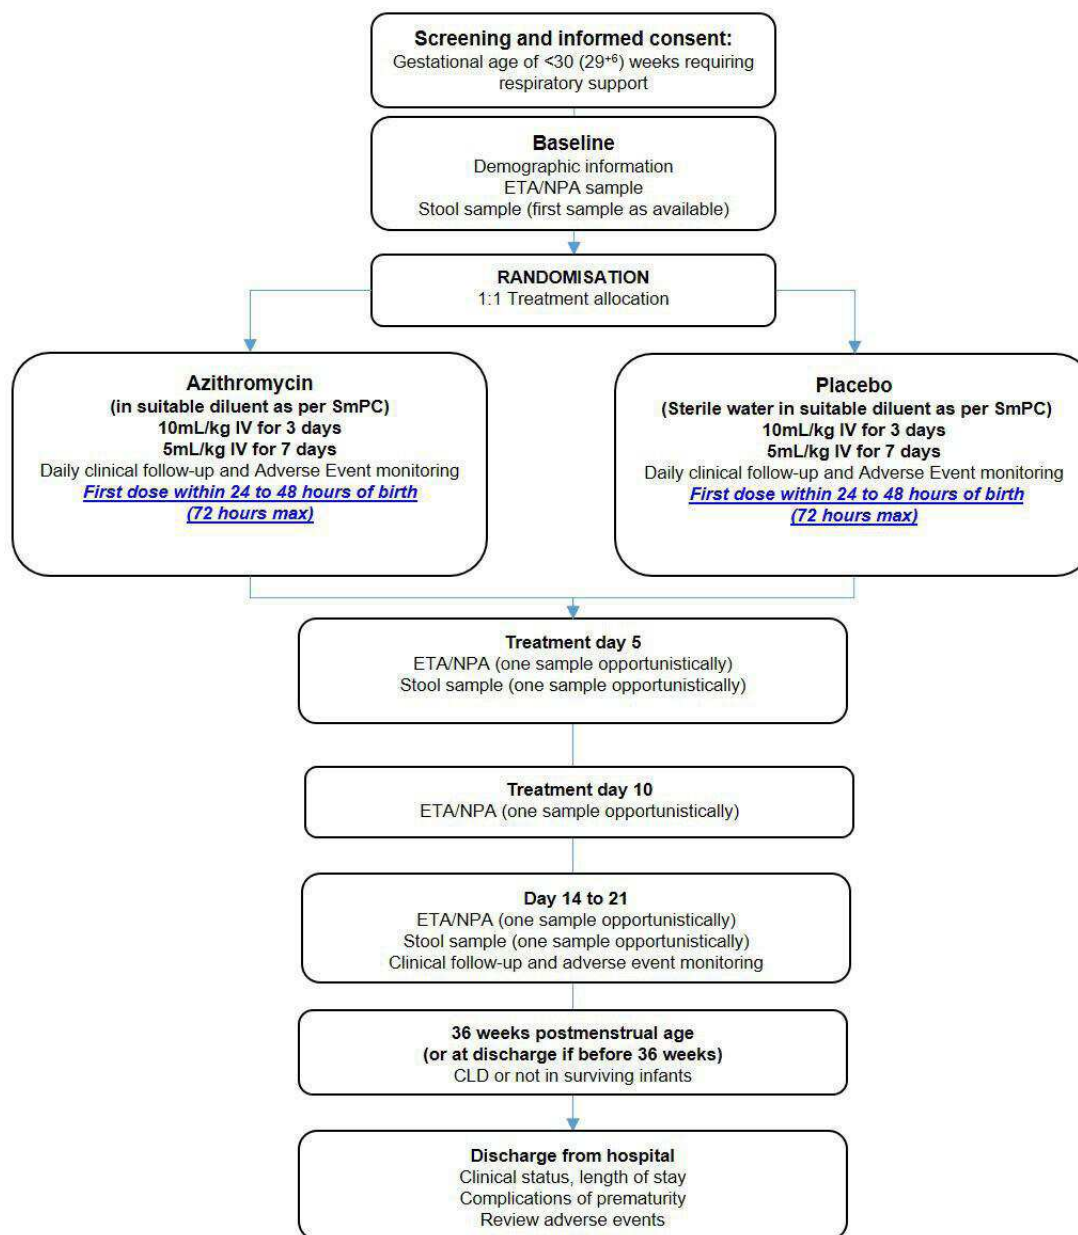 Screening and informed consent:
Gestational age of <30 (29+6) weeks requiring
respiratory support
Baseline
Demographic information
ETA/NPA sample
Stool sample (first sample as available)
RANDOMISATION
1:1 Treatment allocation
Azithromycin
(in suitable diluent as per SmPC)
10mL/kg IV for 3 days
5mL/kg IV for 7 days
Daily clinical follow-up and Adverse Event monitoring
First dose within 24 to 48 hours of birth
(72 hours max)
Placebo
(Sterile water in suitable diluent as per SmPC)
10mL/kg IV for 3 days
5mL/kg IV for 7 days
Daily clinical follow-up and Adverse Event monitoring
First dose within 24 to 48 hours of birth
(72 hours max)
Treatment day 5
ETA/NPA (one sample opportunistically)
Stool sample (one sample opportunistically)
Treatment day 10
ETA/NPA (one sample opportunistically)
Day 14 to 21
ETA/NPA (one sample opportunistically)
Stool sample (one sample opportunistically)
Clinical follow-up and adverse event monitoring
36 weeks postmenstrual age
(or at discharge if before 36 weeks)
CLD or not in surviving infants
Discharge from hospital
Clinical status, length of stay
Complications of prematurity
Review adverse events